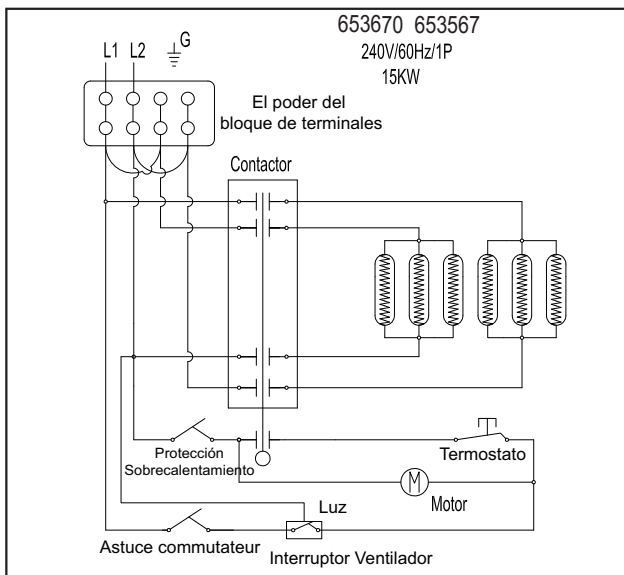 653670 653567
240V/60Hz/1P
15KW
L1 L2 G
El poder del
bloque de terminales
Contactor
Protección
Sobrecalentamiento
Termostato
M
Motor
Luz
Astuce commutateur
Interruptor Ventilador